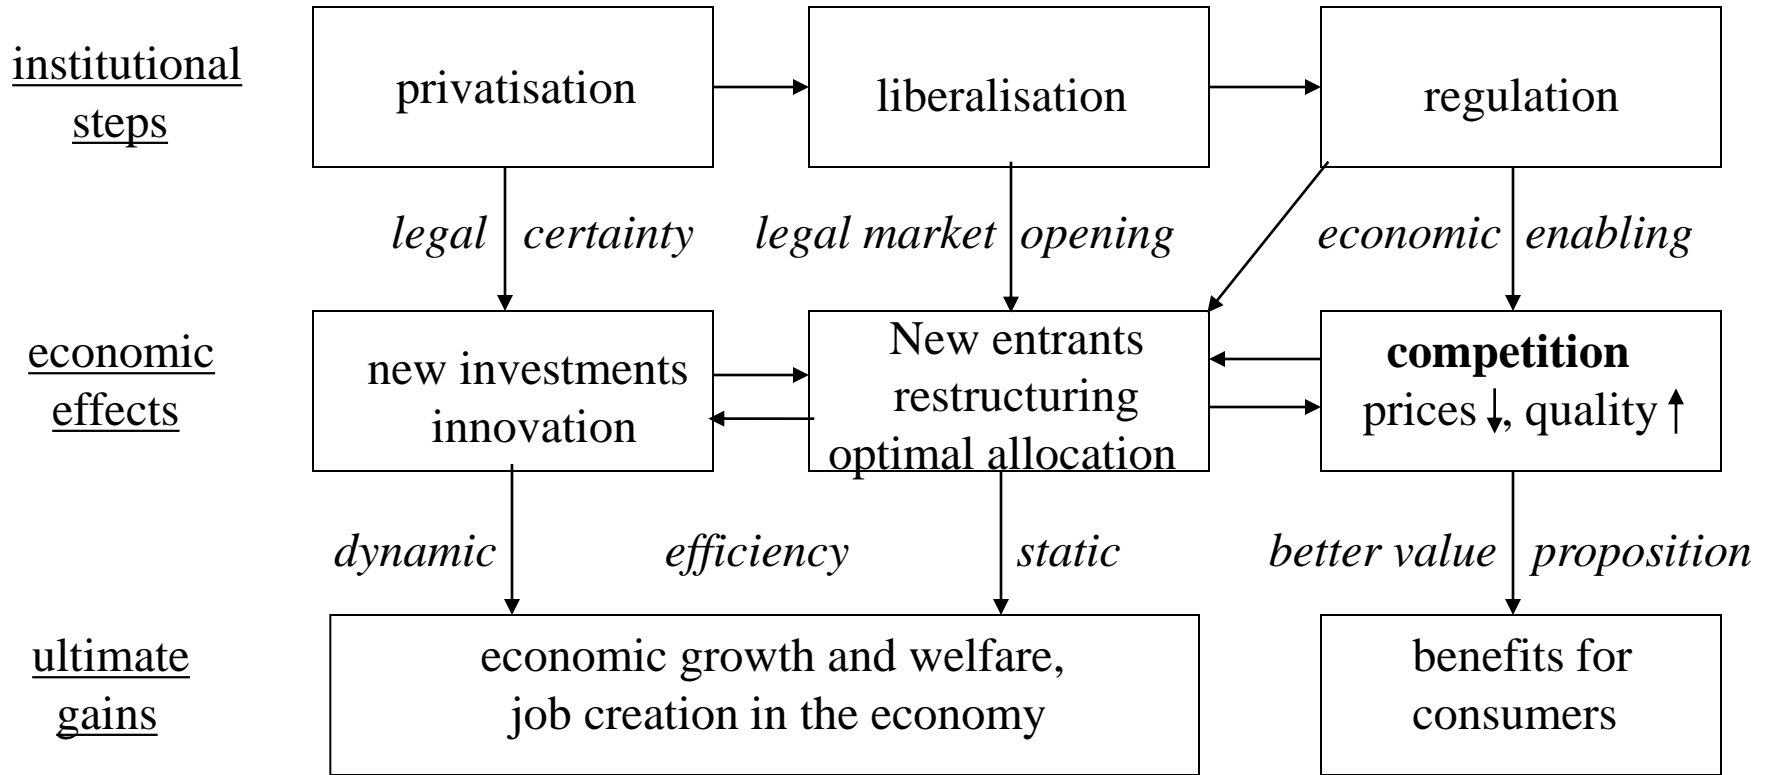 institutional
steps
privatisation
liberalisation
regulation
legal certainty
legal market opening
economic enabling
economic
effects
new investments
innovation
New entrants
restructuring
optimal allocation
competition
prices ↓, quality ↑
dynamic efficiency static
better value proposition
ultimate
gains
economic growth and welfare,
job creation in the economy
benefits for
consumers